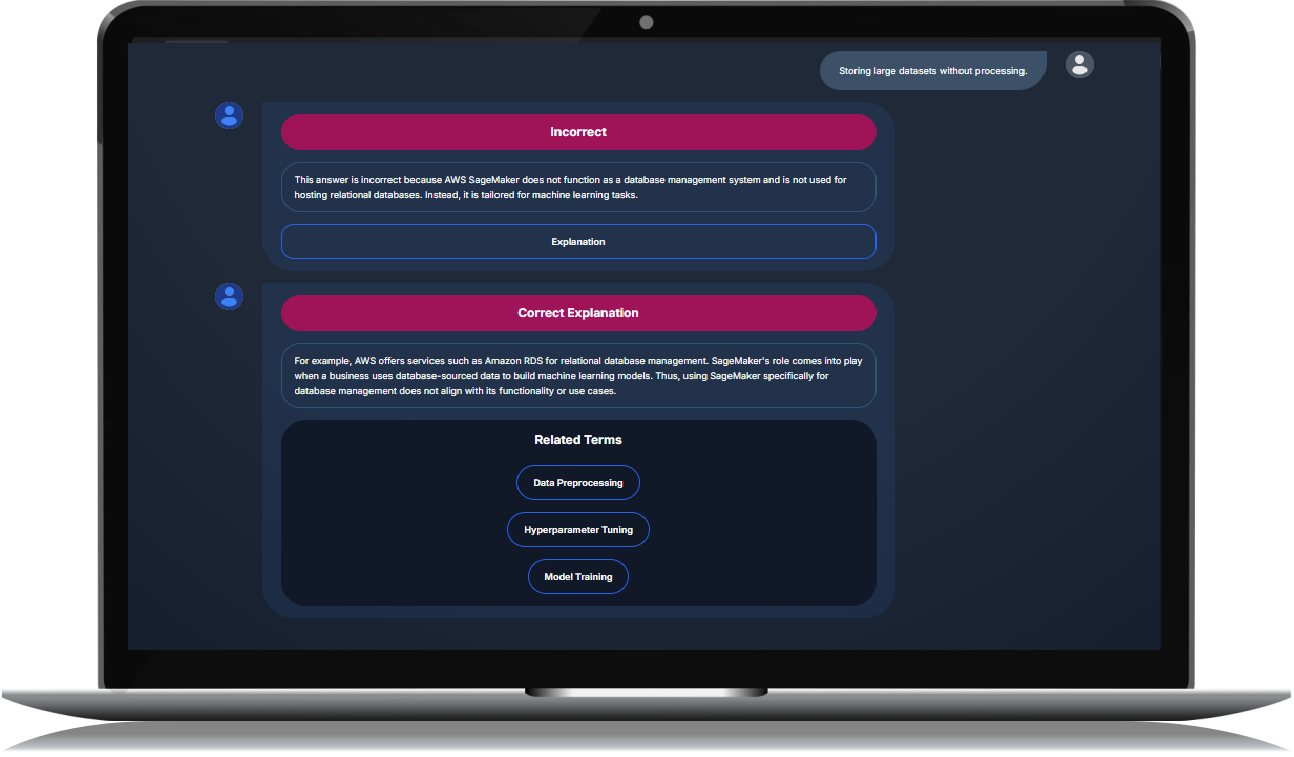 Storing large datasets without processing.
Incorrect
This answer is incorrect because AWS SageMaker does not function as a database management system and is not used for
hosting relational databases. Instead, it is tailored for machine learning tasks.
Explanation
Correct Explanation
For example, AWS offers services such as Amazon RDS for relational database management. SageMaker's role comes into play
when a business uses database-sourced data to build machine learning models. Thus, using SageMaker specifically for
database management does not align with its functionality or use cases.
Related Terms
Data Preprocessing
Hyperparameter Tuning
Model Training